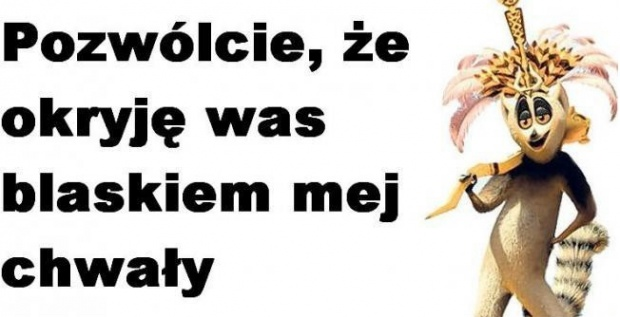 Pozwólcie, że
okryję was
blaskiem mej
chwały